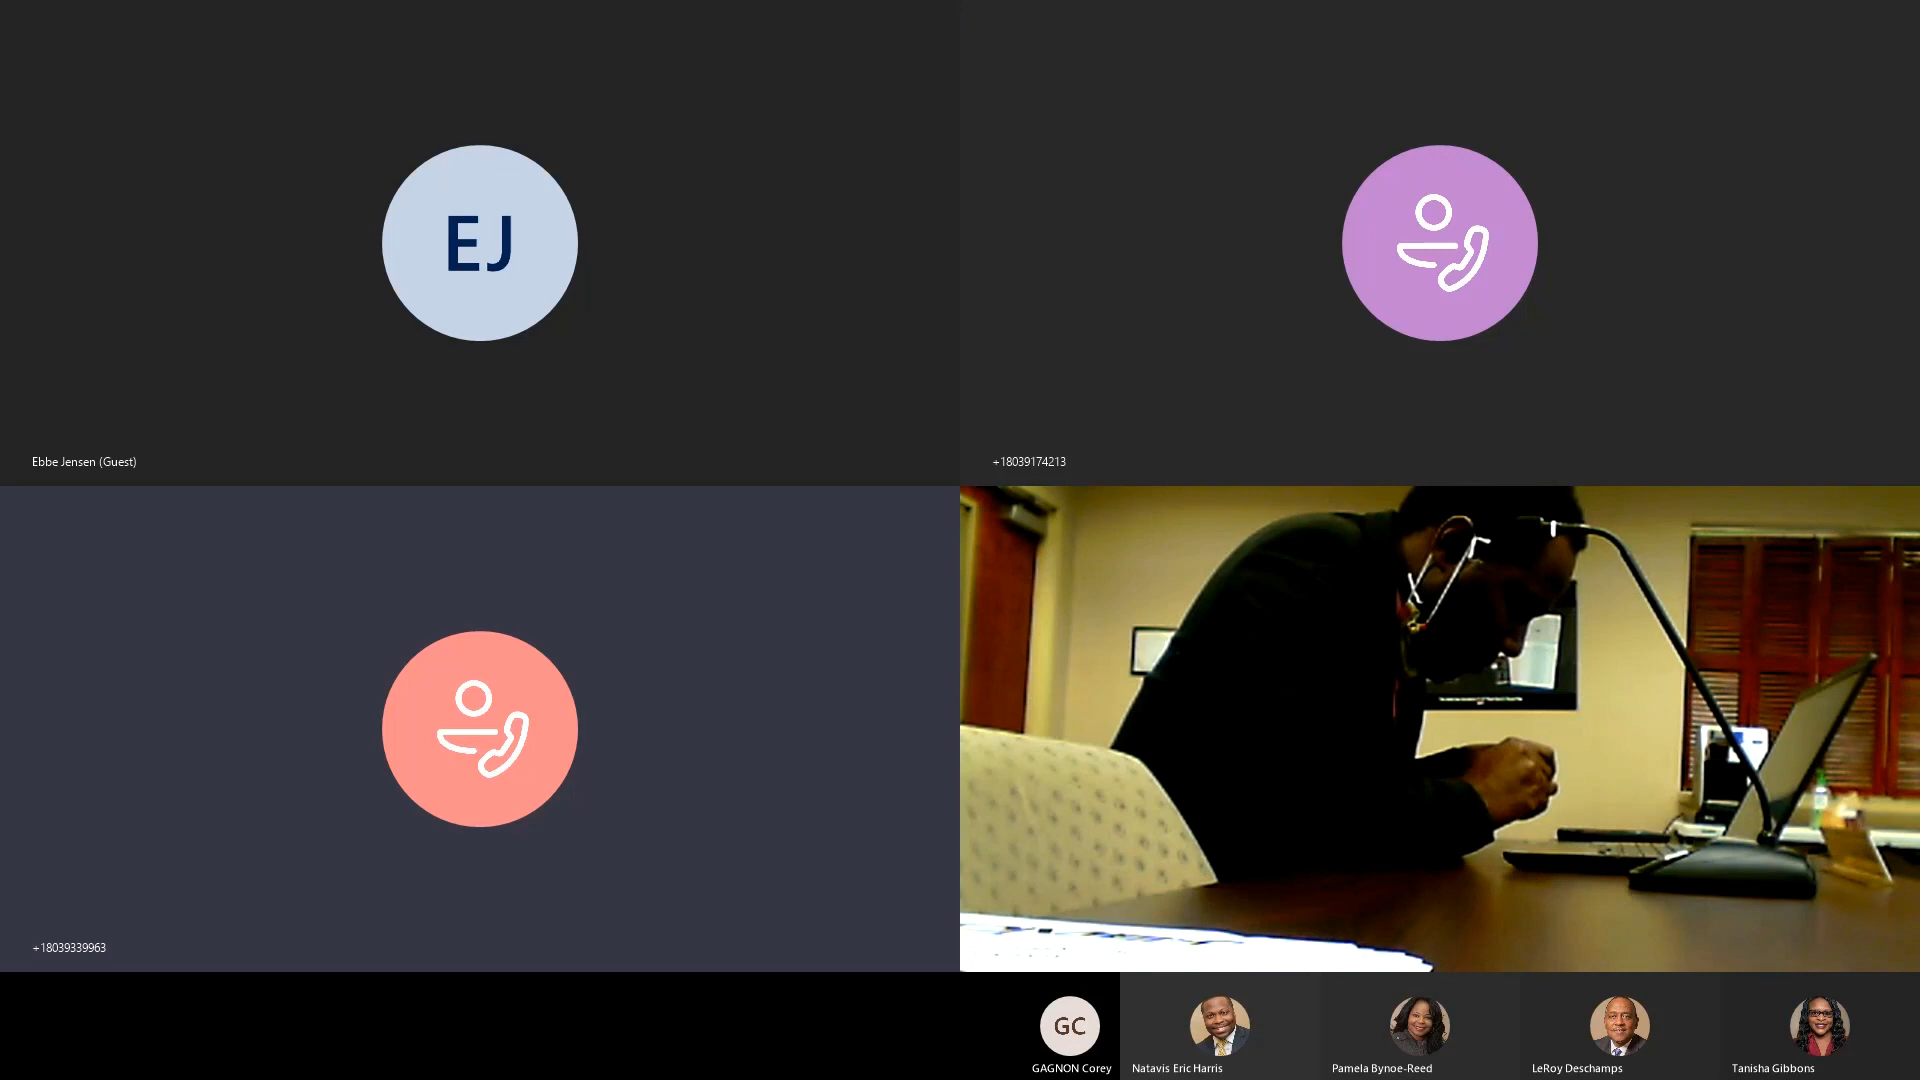 EJ
Ebbe Jensen (Guest)
+18039174213
+18039339963
GC
GAGNON Corey
Natavis Eric Harris
Pamela Bynoe-Reed
LeRoy Deschamps
Tanisha Gibbons